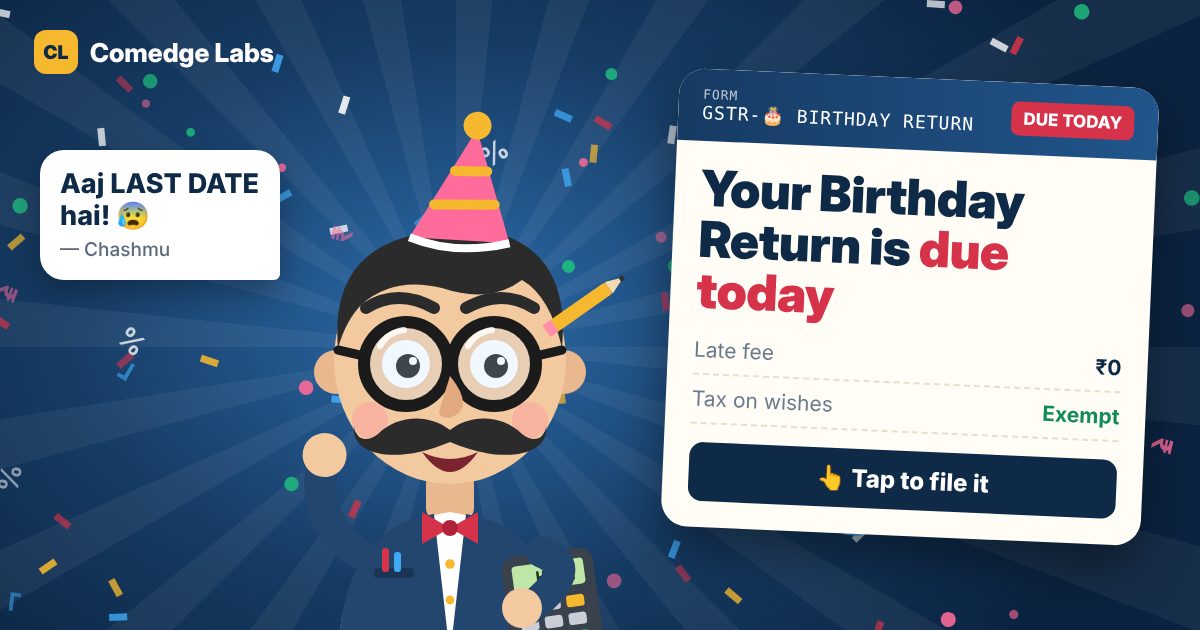 CL Comedge Labs
Aaj LAST DATE
hai! 😰
— Chashmu
FORM
GSTR-🎂 BIRTHDAY RETURN
DUE TODAY
Your Birthday
Return is due
today
Late fee ₹0
Tax on wishes Exempt
👆 Tap to file it
%
%
%